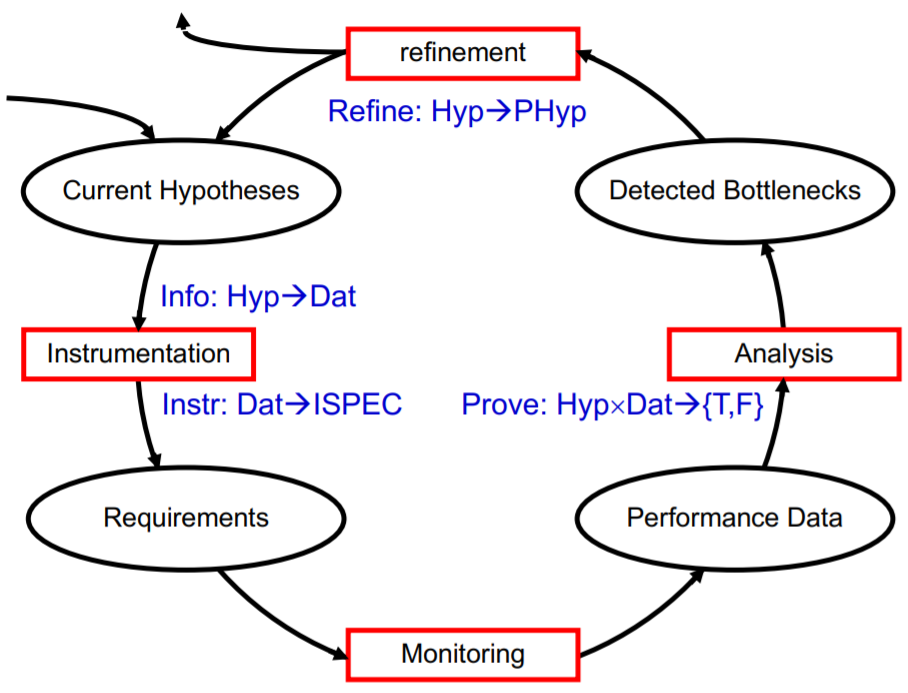 refinement
Refine: Hyp→PHyp
Current Hypotheses
Detected Bottlenecks
Info: Hyp→Dat
Instrumentation
Analysis
Instr: Dat→ISPEC
Prove: Hyp×Dat→{T,F}
Requirements
Performance Data
Monitoring